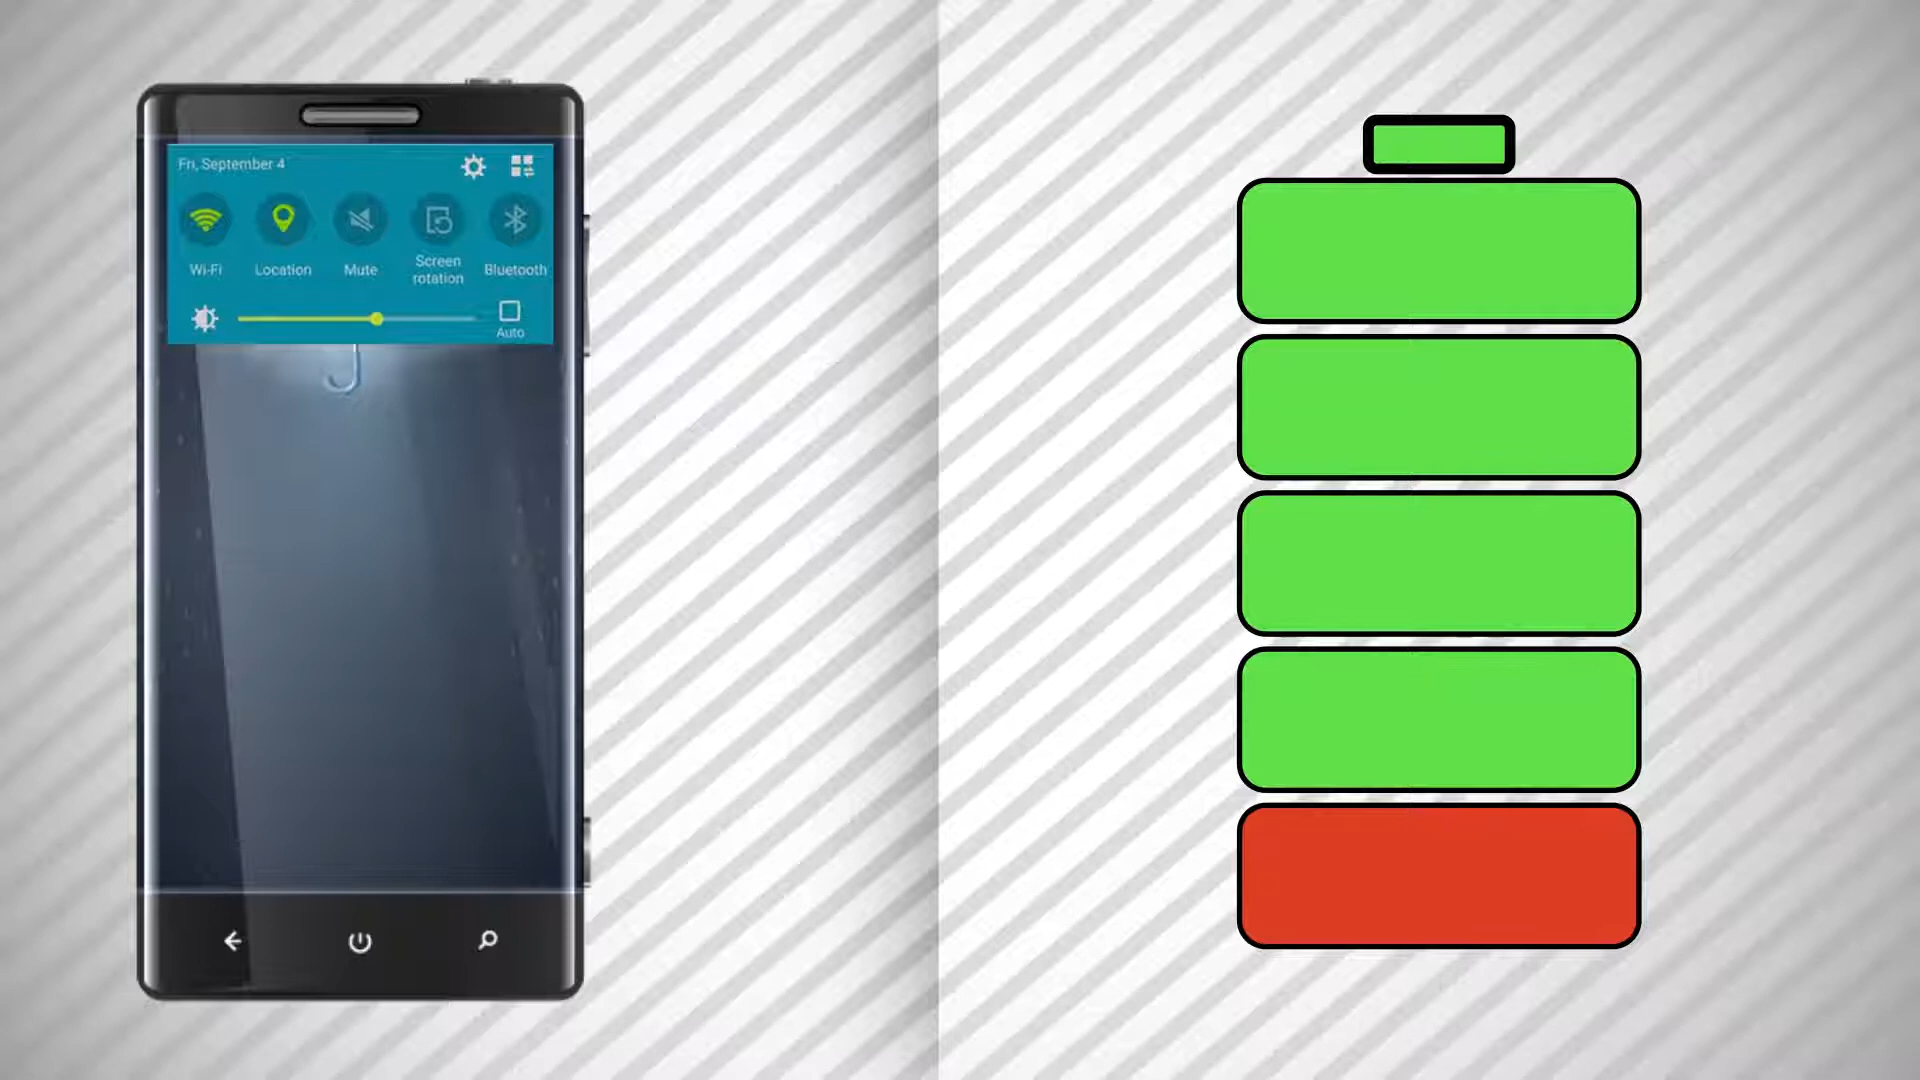 Fri, September 4
Wi-Fi
Location
Mute
Screen
rotation
Bluetooth
Auto